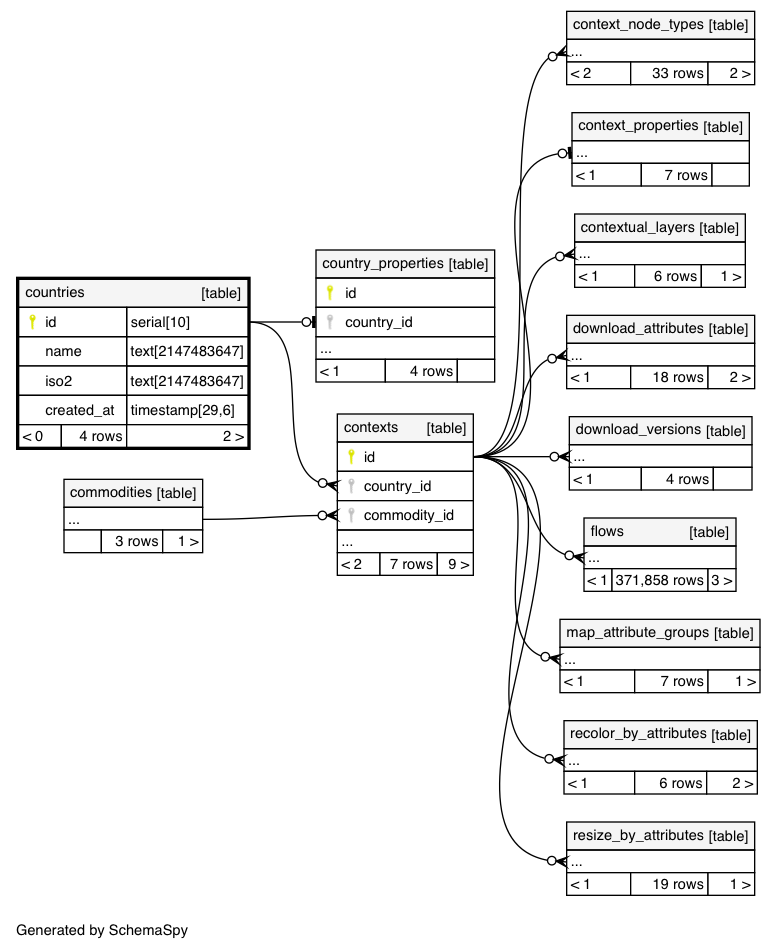 context_node_types [table]
...
< 2 33 rows 2 >
context_properties [table]
...
< 1 7 rows
contextual_layers [table]
...
< 1 6 rows 1 >
country_properties [table]
id
country_id
...
< 1 4 rows
countries [table]
id serial[10]
name text[2147483647]
iso2 text[2147483647]
created_at timestamp[29,6]
< 0 4 rows 2 >
download_attributes [table]
...
< 1 18 rows 2 >
contexts [table]
id
country_id
commodity_id
...
< 2 7 rows 9 >
download_versions [table]
...
< 1 4 rows
commodities [table]
...
3 rows 1 >
flows [table]
...
< 1 371,858 rows 3 >
map_attribute_groups [table]
...
< 1 7 rows 1 >
recolor_by_attributes [table]
...
< 1 6 rows 2 >
resize_by_attributes [table]
...
< 1 19 rows 1 >
Generated by SchemaSpy